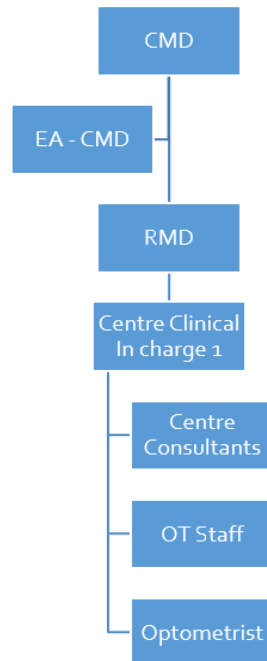 CMD
EA - CMD
RMD
Centre Clinical
In charge 1
Centre
Consultants
OT Staff
Optometrist